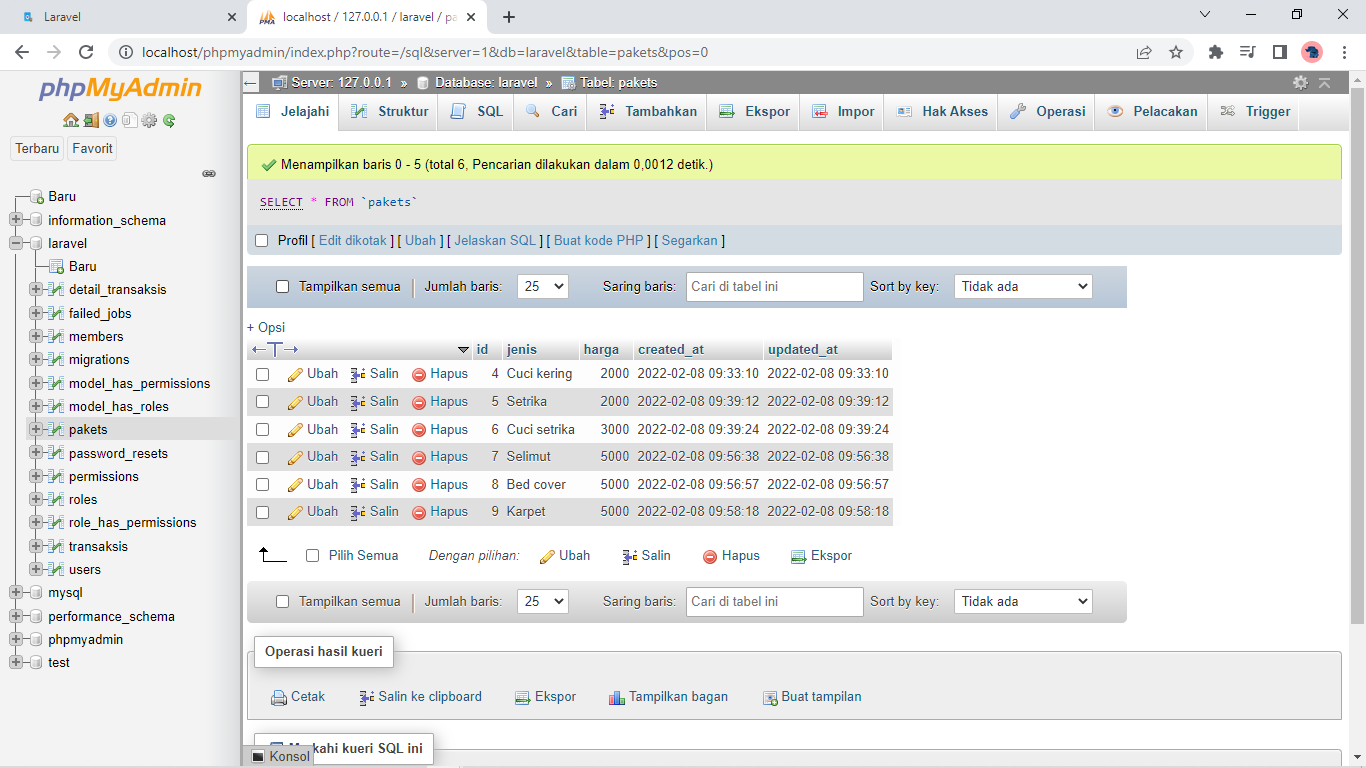 Laravel
localhost / 127.0.0.1 / laravel / pa
localhost/phpmyadmin/index.php?route=/sql&server=1&db=laravel&table=pakets&pos=0
phpMyAdmin
Terbaru Favorit
Baru
information_schema
laravel
Baru
detail_transaksis
failed_jobs
members
migrations
model_has_permissions
model_has_roles
pakets
password_resets
permissions
roles
role_has_permissions
transaksis
users
mysql
performance_schema
phpmyadmin
test
Server: 127.0.0.1 » Database: laravel » Tabel: pakets
Jelajahi Struktur SQL Cari Tambahkan Ekspor Impor Hak Akses Operasi Pelacakan Trigger
Menampilkan baris 0 - 5 (total 6, Pencarian dilakukan dalam 0,0012 detik.)
SELECT * FROM `pakets`
Profil [ Edit dikotak ] [ Ubah ] [ Jelaskan SQL ] [ Buat kode PHP ] [ Segarkan ]
Tampilkan semua Jumlah baris: 25 Saring baris: Cari di tabel ini Sort by key: Tidak ada
+ Opsi
id jenis harga created_at updated_at
Ubah Salin Hapus 4 Cuci kering 2000 2022-02-08 09:33:10 2022-02-08 09:33:10
Ubah Salin Hapus 5 Setrika 2000 2022-02-08 09:39:12 2022-02-08 09:39:12
Ubah Salin Hapus 6 Cuci setrika 3000 2022-02-08 09:39:24 2022-02-08 09:39:24
Ubah Salin Hapus 7 Selimut 5000 2022-02-08 09:56:38 2022-02-08 09:56:38
Ubah Salin Hapus 8 Bed cover 5000 2022-02-08 09:56:57 2022-02-08 09:56:57
Ubah Salin Hapus 9 Karpet 5000 2022-02-08 09:58:18 2022-02-08 09:58:18
Pilih Semua Dengan pilihan: Ubah Salin Hapus Ekspor
Tampilkan semua Jumlah baris: 25 Saring baris: Cari di tabel ini Sort by key: Tidak ada
Operasi hasil kueri
Cetak Salin ke clipboard Ekspor Tampilkan bagan Buat tampilan
kahi kueri SQL ini
Konsol